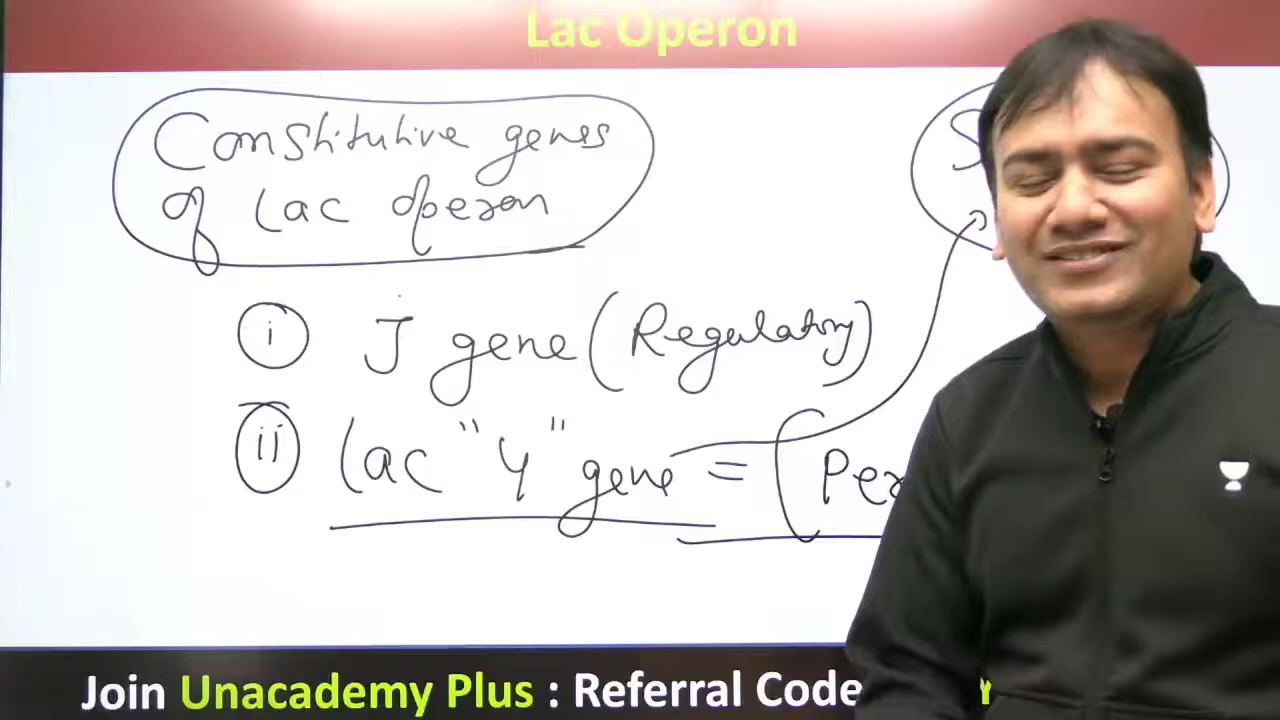 Lac Operon
Constitutive genes
of Lac operon
S
i I gene (Regulatory)
ii Lac "y" gene = (Per
Join Unacademy Plus : Referral Code